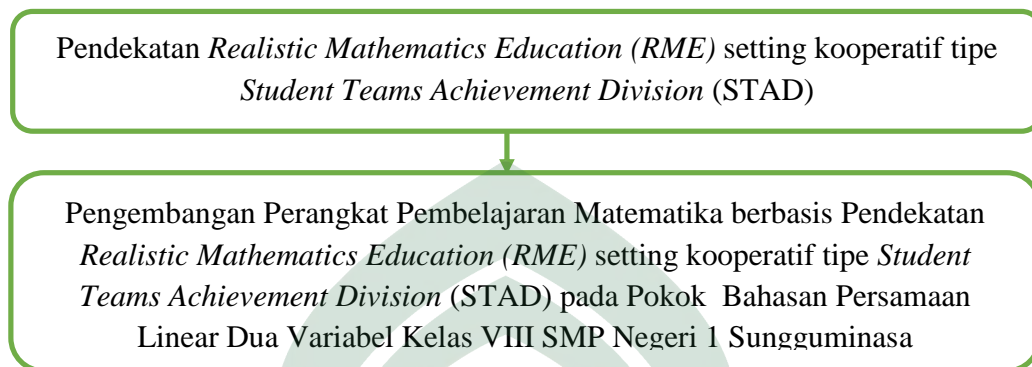 Pendekatan Realistic Mathematics Education (RME) setting kooperatif tipe
Student Teams Achievement Division (STAD)
Pengembangan Perangkat Pembelajaran Matematika berbasis Pendekatan
Realistic Mathematics Education (RME) setting kooperatif tipe Student
Teams Achievement Division (STAD) pada Pokok Bahasan Persamaan
Linear Dua Variabel Kelas VIII SMP Negeri 1 Sungguminasa